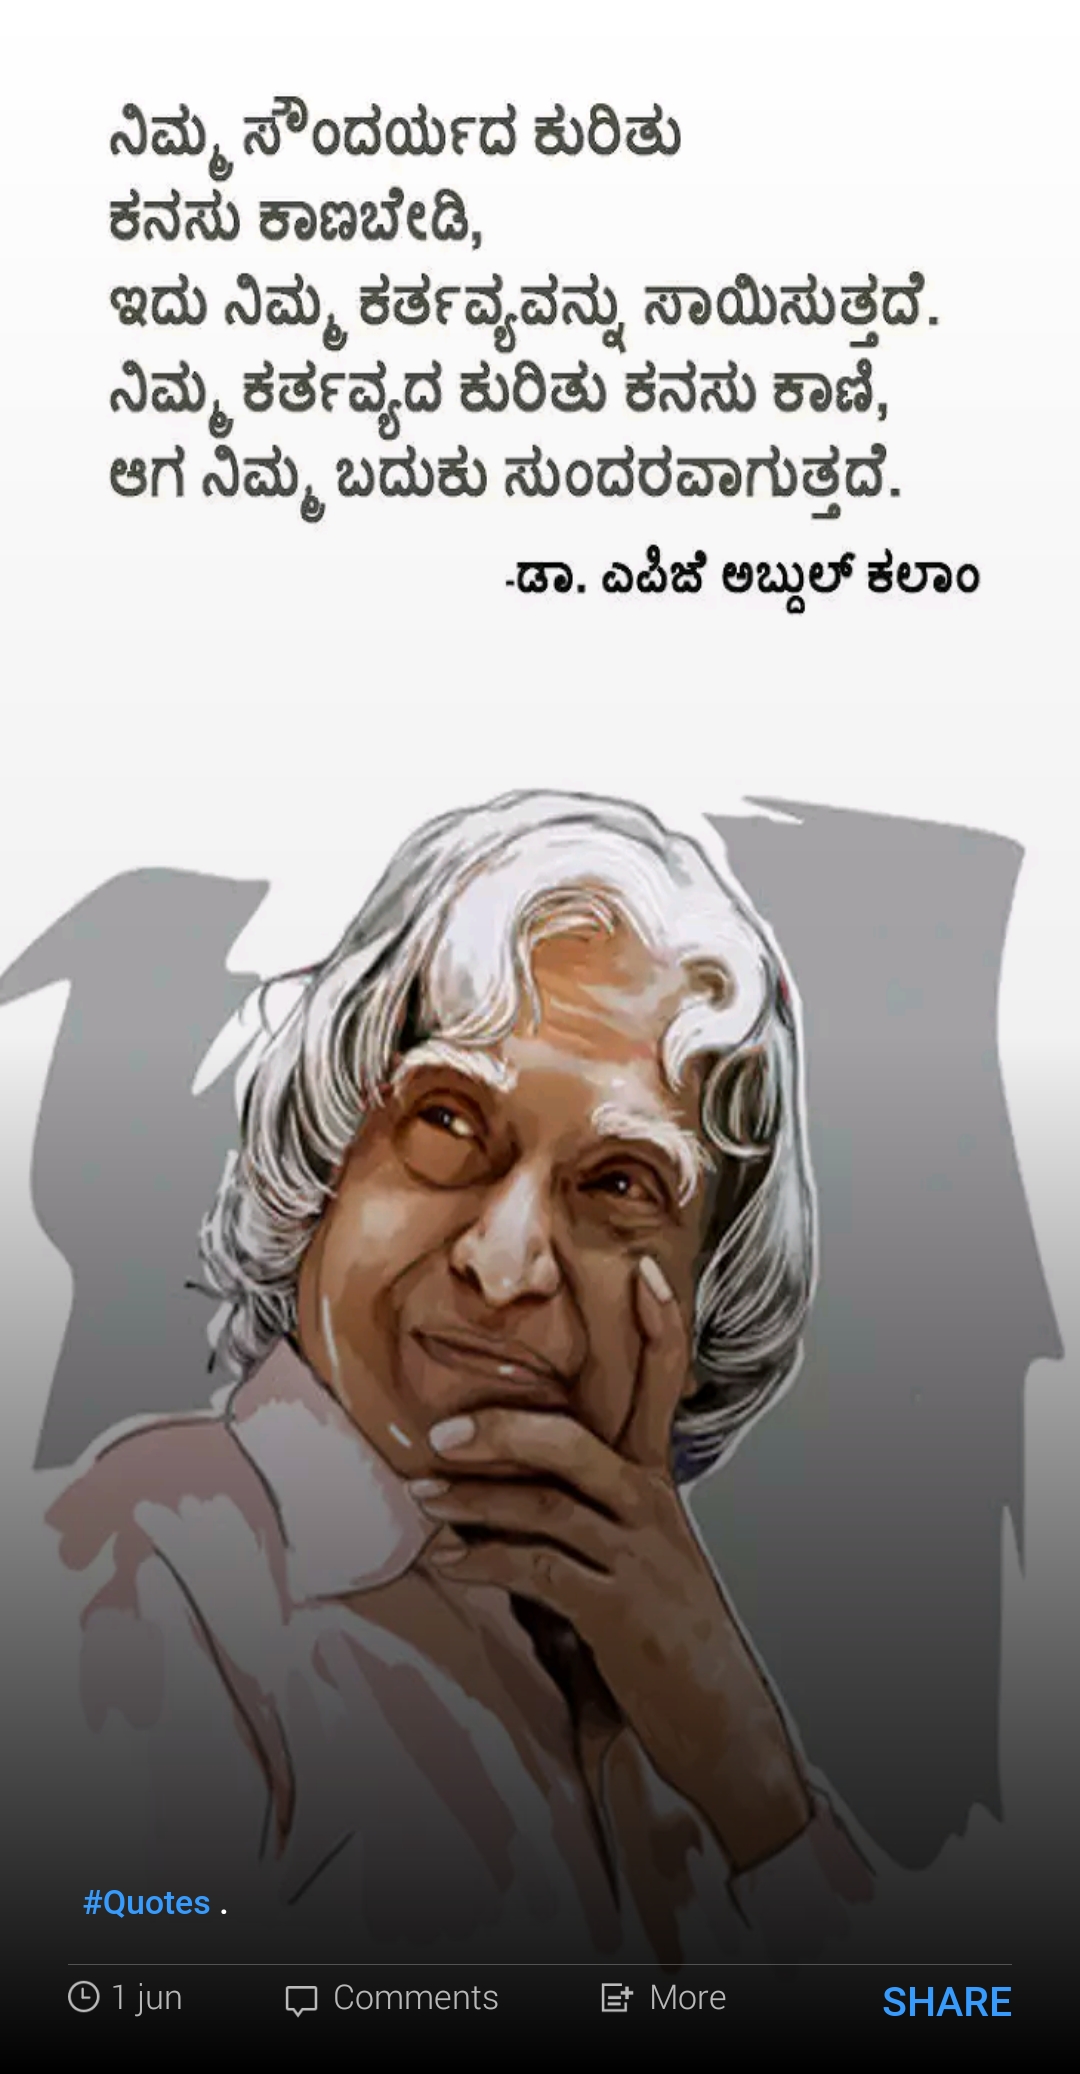 ನಿಮ್ಮ ಸೌಂದರ್ಯದ ಕುರಿತು
ಕನಸು ಕಾಣಬೇಡಿ,
ಇದು ನಿಮ್ಮ ಕರ್ತವ್ಯವನ್ನು ಸಾಯಿಸುತ್ತದೆ.
ನಿಮ್ಮ ಕರ್ತವ್ಯದ ಕುರಿತು ಕನಸು ಕಾಣಿ,
ಆಗ ನಿಮ್ಮ ಬದುಕು ಸುಂದರವಾಗುತ್ತದೆ.
-ಡಾ. ಎಪಿಜೆ ಅಬ್ದುಲ್ ಕಲಾಂ
#Quotes .
1 jun Comments More SHARE